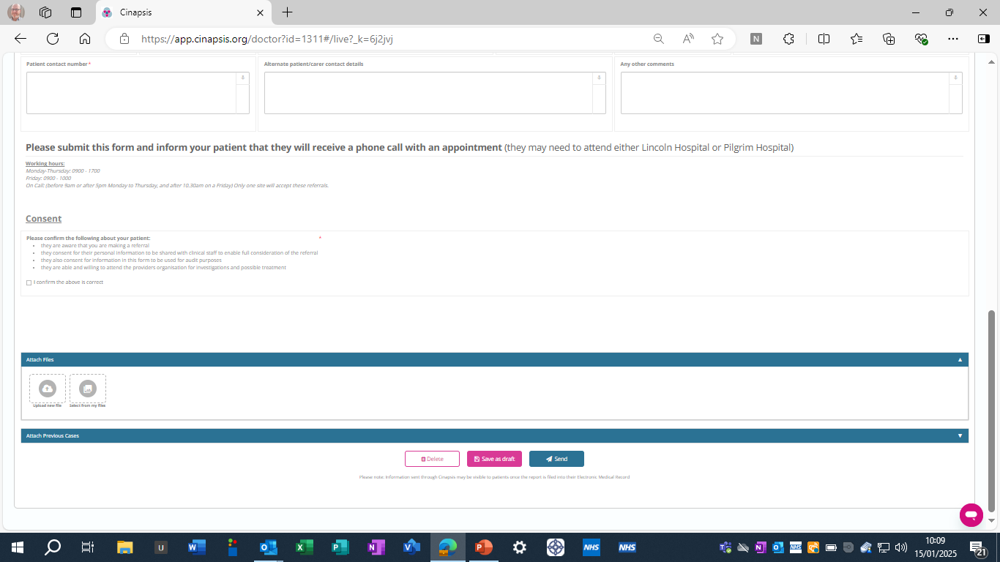 Cinapsis
https://app.cinapsis.org/doctor?id=1311#/live?_k=6j2jvj
Patient contact number *
Alternate patient/carer contact details
Any other comments
Please submit this form and inform your patient that they will receive a phone call with an appointment (they may need to attend either Lincoln Hospital or Pilgrim Hospital)
Working hours:
Monday-Thursday: 0900 - 1700
Friday: 0900 - 1000
On Call: (before 9am or after 5pm Monday to Thursday, and after 10.30am on a Friday) Only one site will accept these referrals.
Consent
Please confirm the following about your patient: *
• they are aware that you are making a referral
• they consent for their personal information to be shared with clinical staff to enable full consideration of the referral
• they also consent for information in this form to be used for audit purposes
• they are able and willing to attend the providers organisation for investigations and possible treatment
I confirm the above is correct
Attach Files
Upload new file
Select from my files
Attach Previous Cases
Delete
Save as draft
Send
Please note: Information sent through Cinapsis may be visible to patients once the report is filed into their Electronic Medical Record
10:09
15/01/2025
21